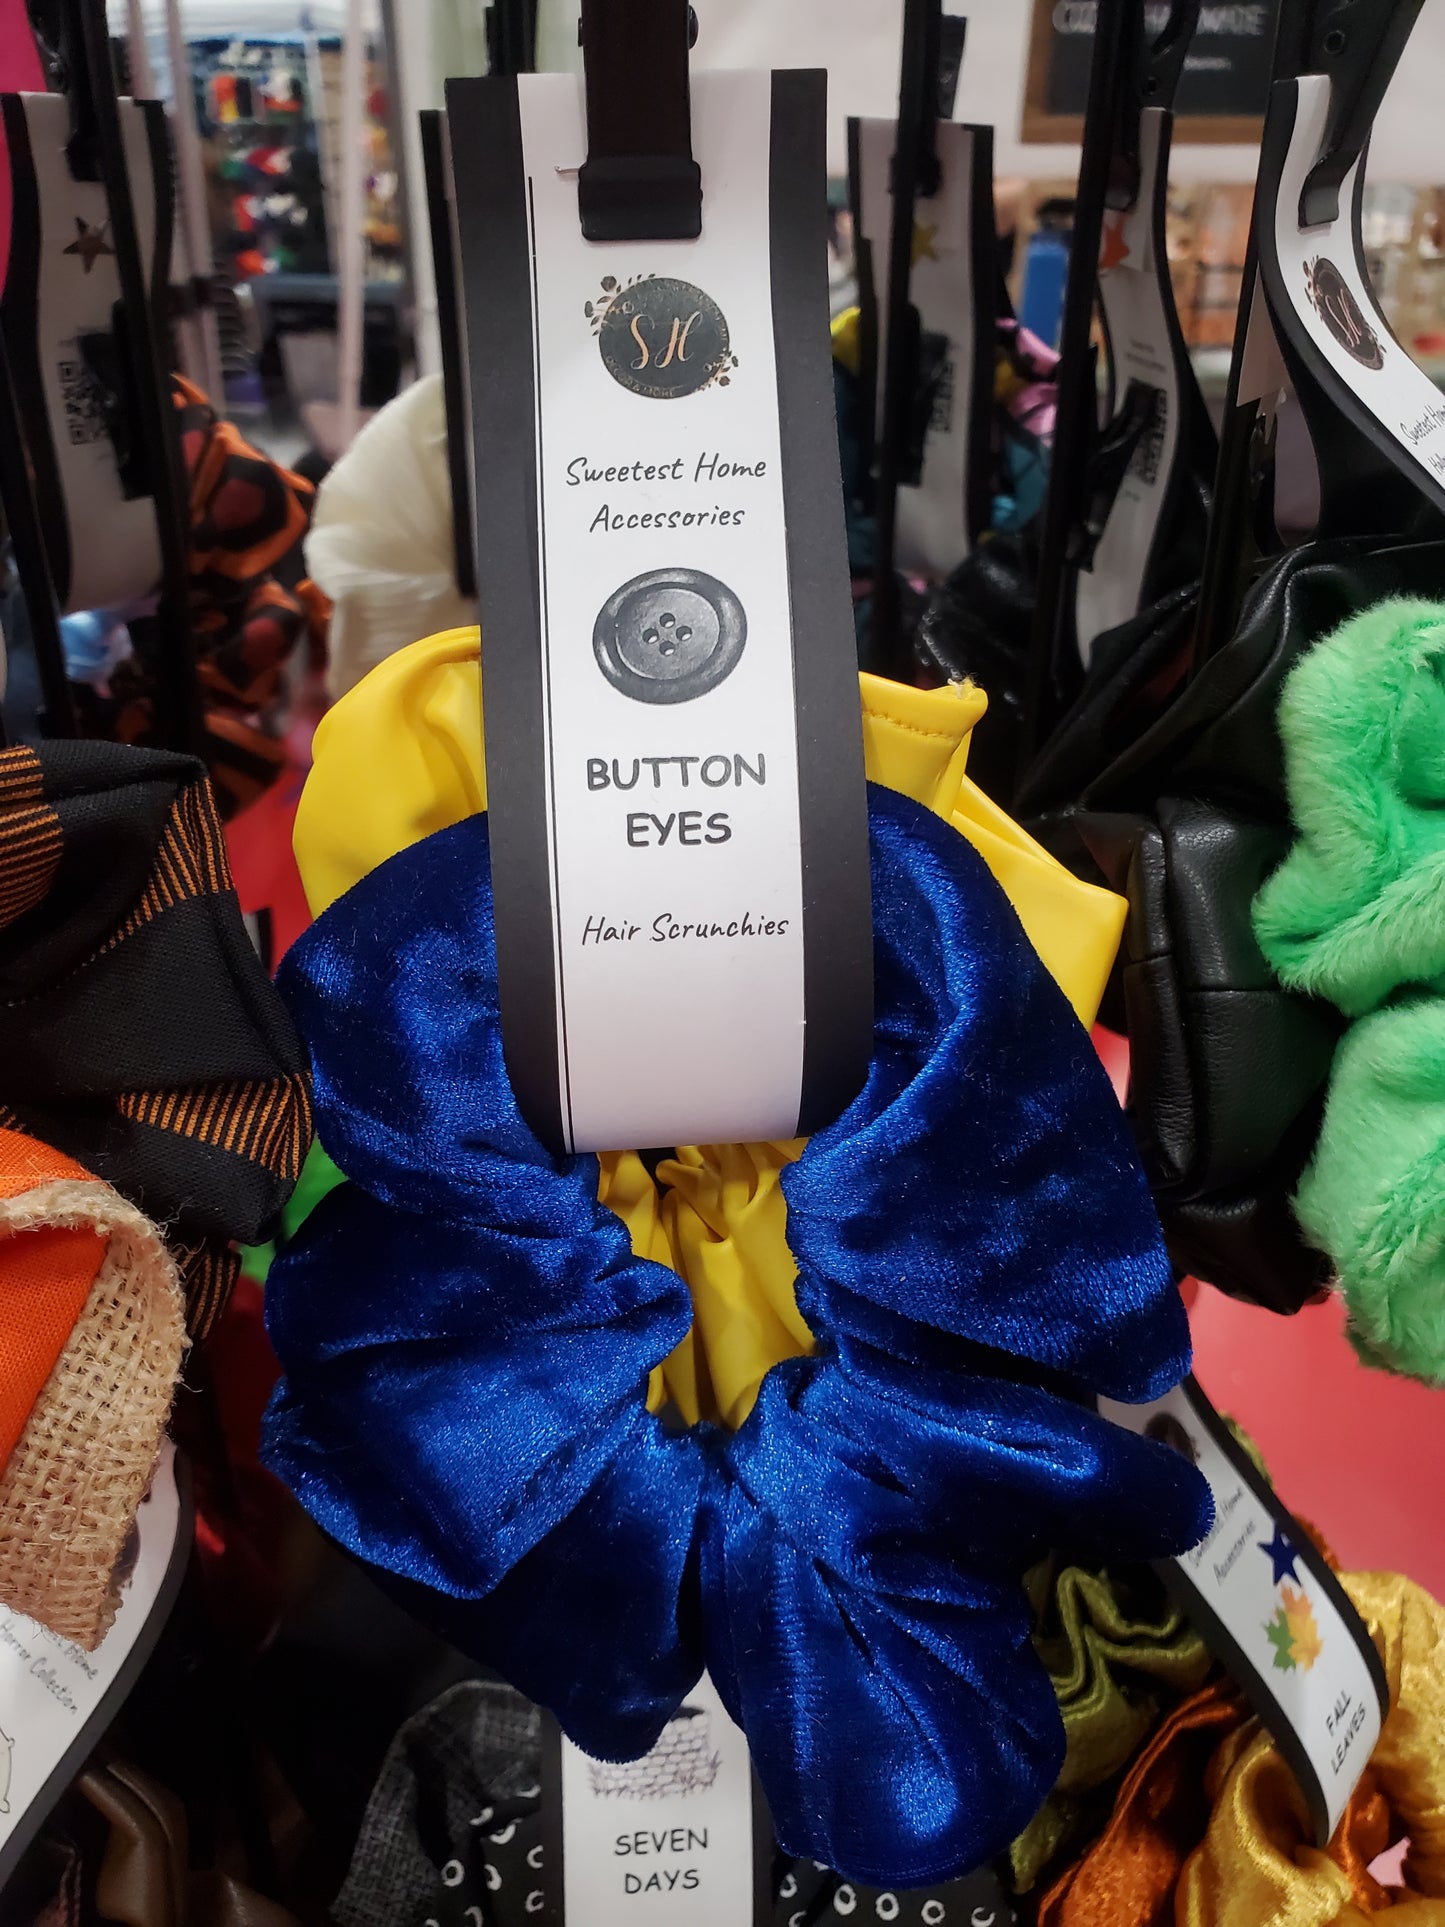 SH
Sweetest Home
Accessories
BUTTON
EYES
Hair Scrunchies
Sweetest Home
Accessories
FALL
LEAVES
Horror Collection
SEVEN
DAYS